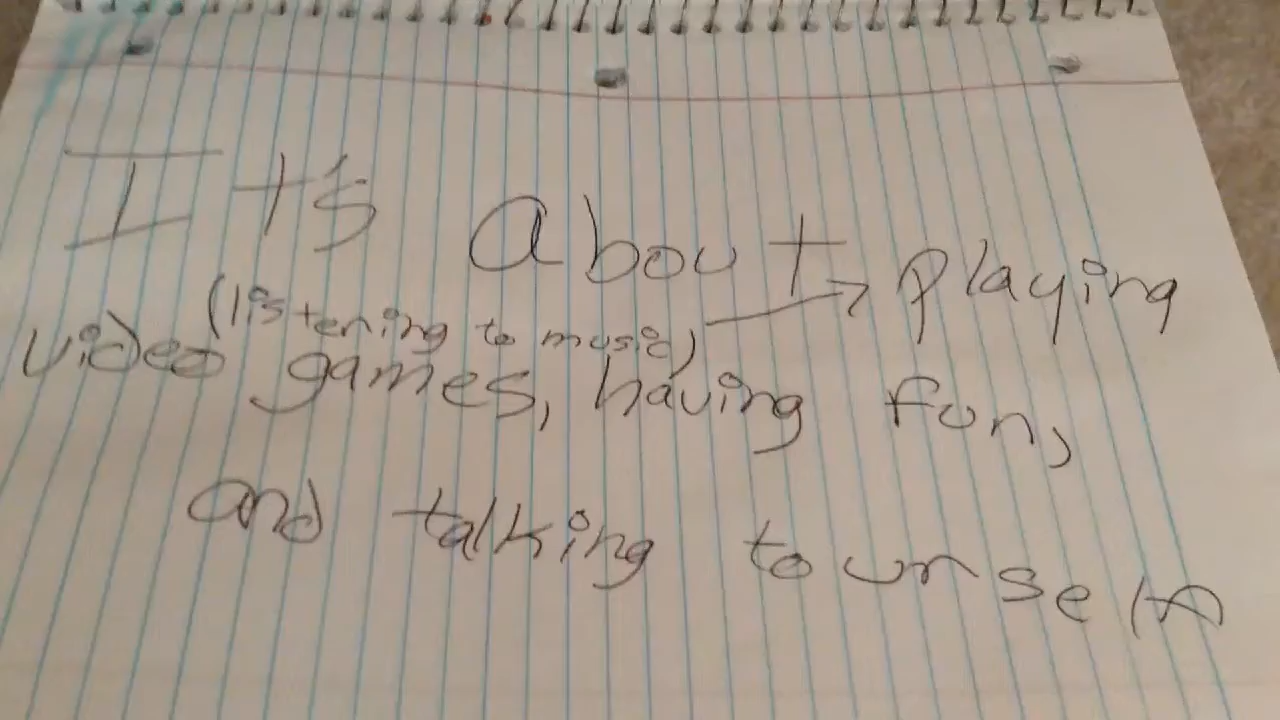 It's about → playing
(listening to music)
video games, having fun,
and talking to urself